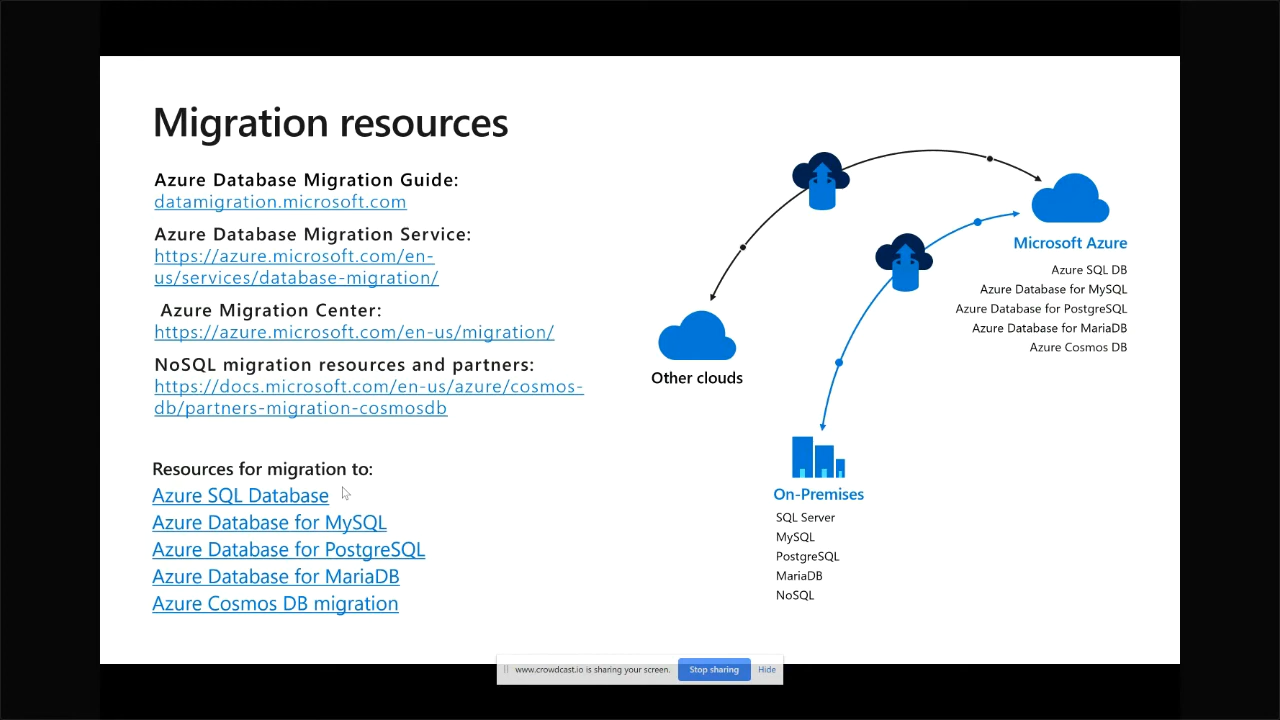 Migration resources
Azure Database Migration Guide:
datamigration.microsoft.com
Azure Database Migration Service:
https://azure.microsoft.com/en-
us/services/database-migration/
Azure Migration Center:
https://azure.microsoft.com/en-us/migration/
NoSQL migration resources and partners:
https://docs.microsoft.com/en-us/azure/cosmos-
db/partners-migration-cosmosdb
Resources for migration to:
Azure SQL Database
Azure Database for MySQL
Azure Database for PostgreSQL
Azure Database for MariaDB
Azure Cosmos DB migration
Microsoft Azure
Azure SQL DB
Azure Database for MySQL
Azure Database for PostgreSQL
Azure Database for MariaDB
Azure Cosmos DB
Other clouds
On-Premises
SQL Server
MySQL
PostgreSQL
MariaDB
NoSQL
www.crowdcast.io is sharing your screen. Stop sharing Hide